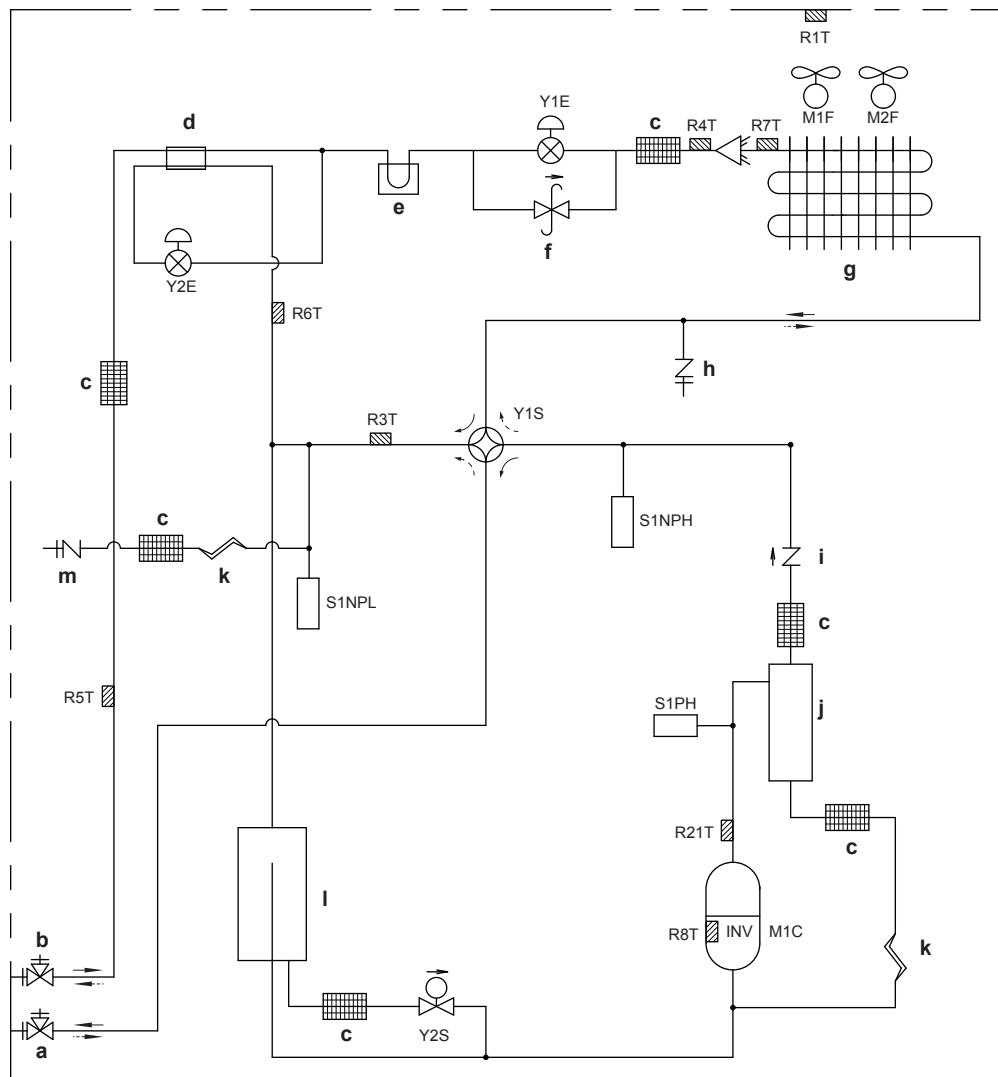 R1T
Y1E
M1F
M2F
d
c
R4T
R7T
e
f
g
Y2E
R6T
h
c
R3T
Y1S
c
S1NPH
m
k
i
S1NPL
c
R5T
S1PH
j
R21T
c
l
b
R8T
INV
M1C
k
c
Y2S
a